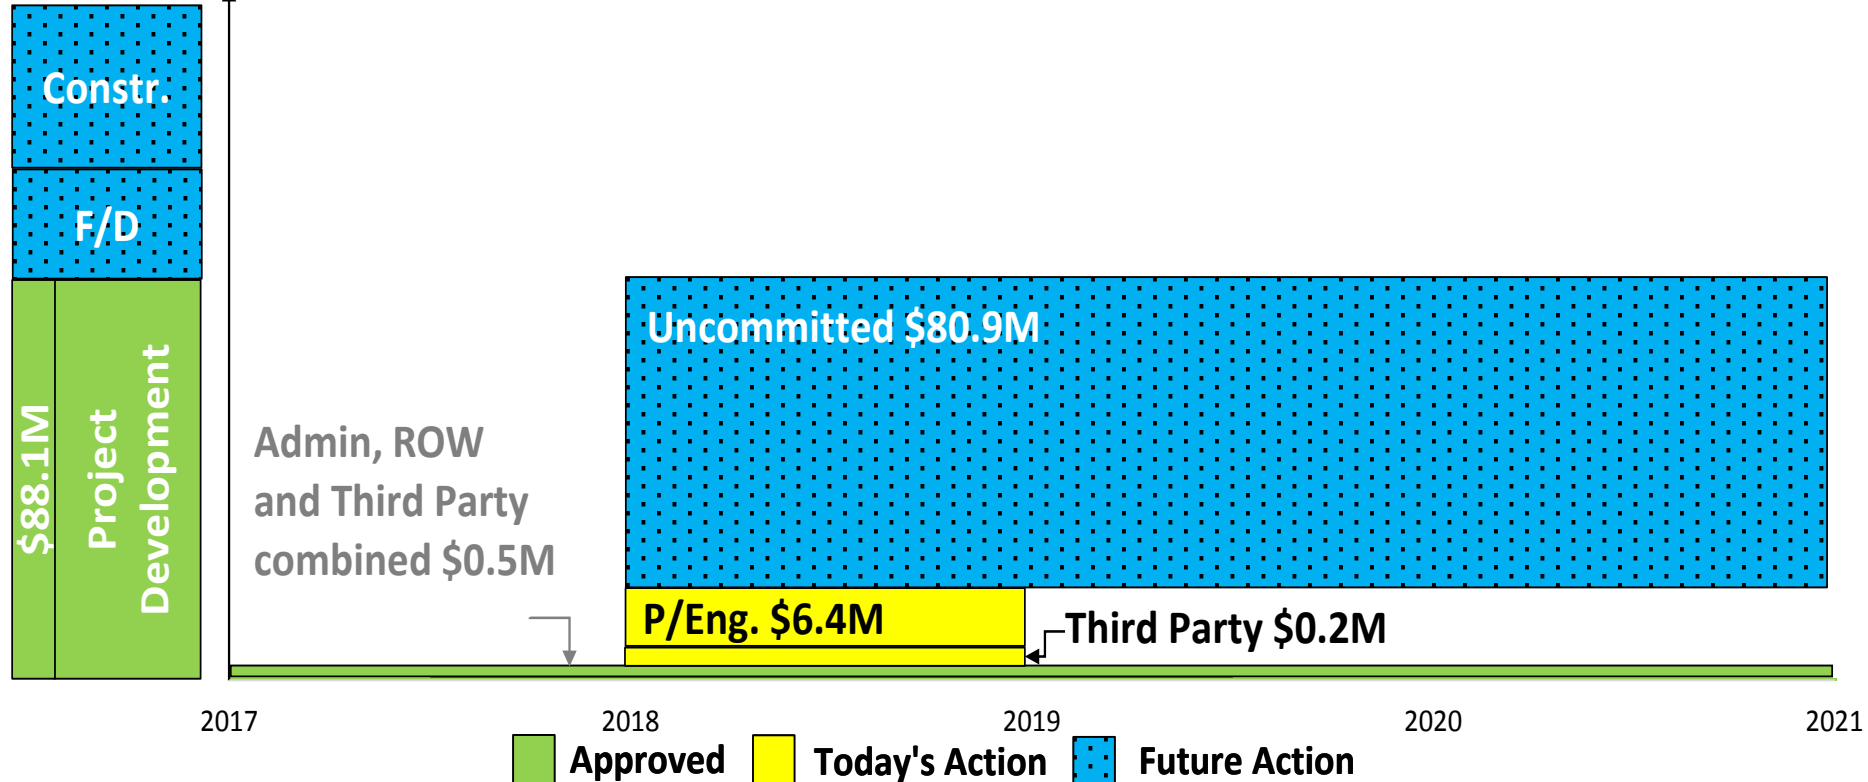 Constr.
F/D
$88.1M
Project
Development
Uncommitted $80.9M
Admin, ROW
and Third Party
combined $0.5M
P/Eng. $6.4M
Third Party $0.2M
2017
2018
2019
2020
2021
Approved
Today's Action
Future Action